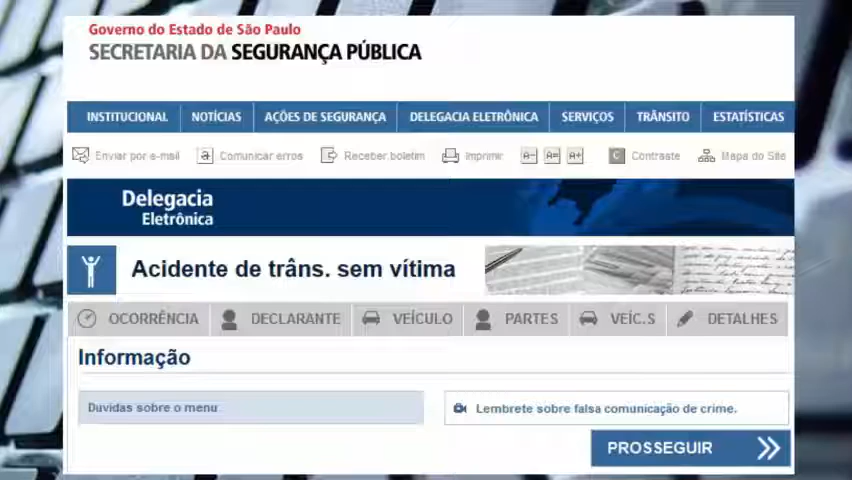 Governo do Estado de São Paulo
SECRETARIA DA SEGURANÇA PÚBLICA
INSTITUCIONAL NOTÍCIAS AÇÕES DE SEGURANÇA DELEGACIA ELETRÔNICA SERVIÇOS TRÂNSITO ESTATÍSTICAS
Enviar por e-mail a Comunicar erros Receber boletim Imprimir A- A= A+ C Contraste Mapa do Site
Delegacia
Eletrônica
Acidente de trâns. sem vítima
OCORRÊNCIA DECLARANTE VEÍCULO PARTES VEÍC.S DETALHES
Informação
Duvidas sobre o menu Lembrete sobre falsa comunicação de crime.
PROSSEGUIR